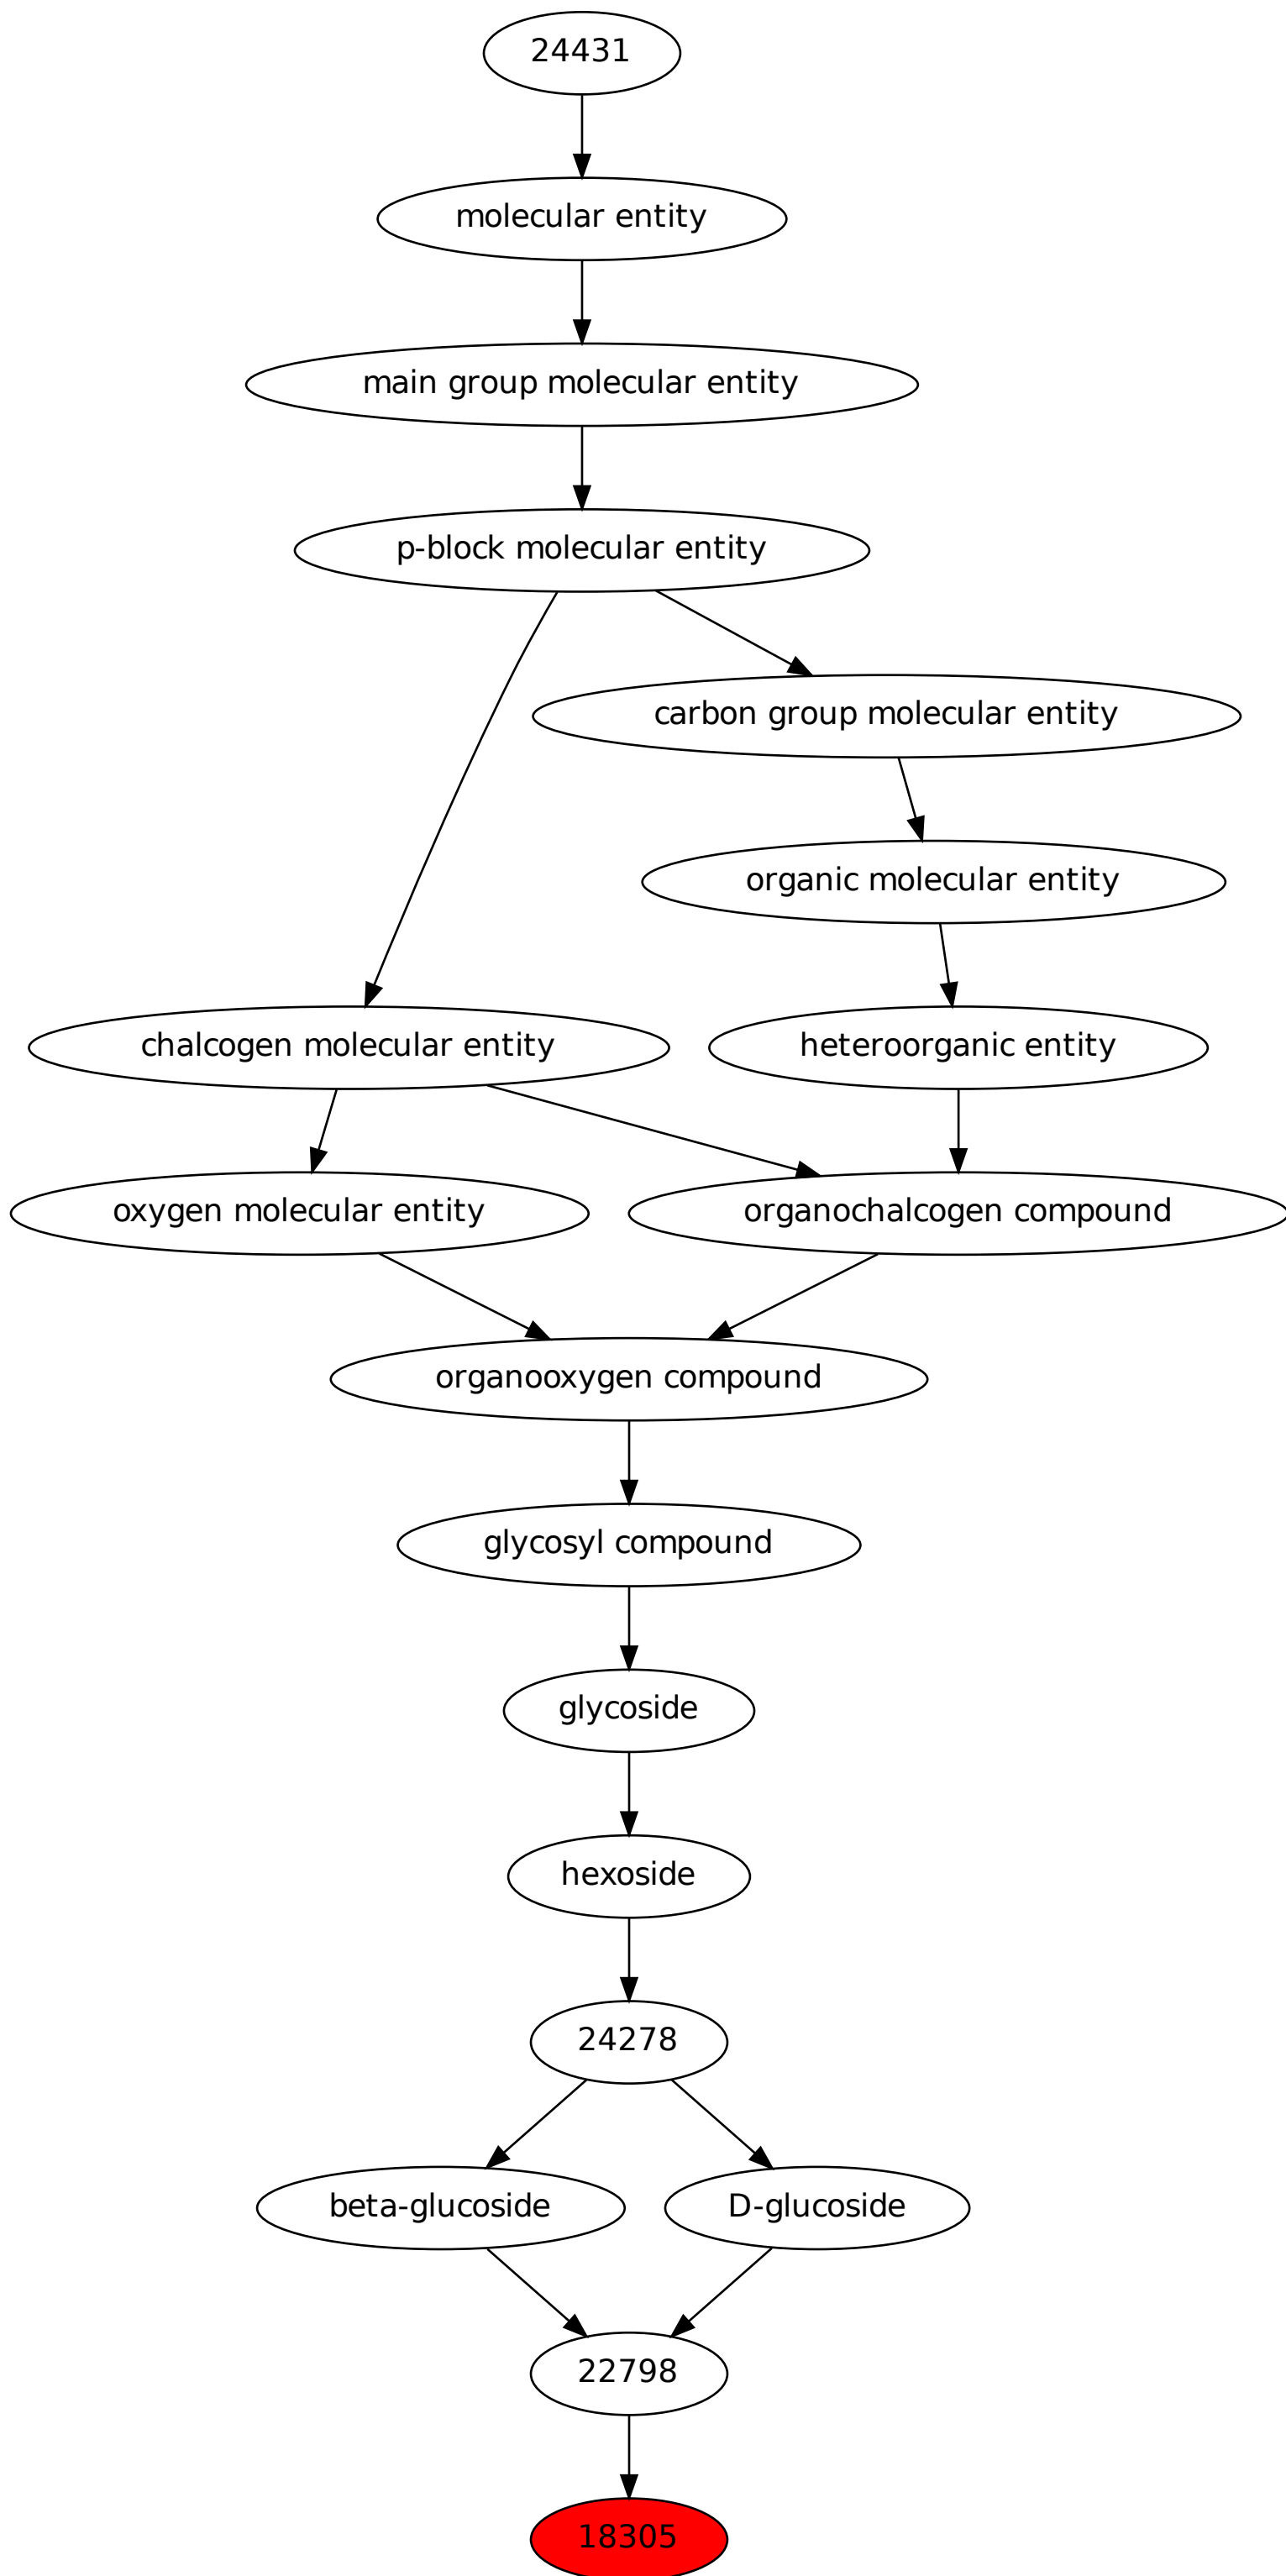 24431
molecular entity
main group molecular entity
p-block molecular entity
carbon group molecular entity
organic molecular entity
chalcogen molecular entity
heteroorganic entity
oxygen molecular entity
organochalcogen compound
organooxygen compound
glycosyl compound
glycoside
hexoside
24278
beta-glucoside
D-glucoside
22798
18305